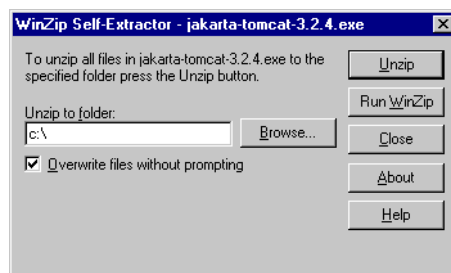 WinZip Self-Extractor - jakarta-tomcat-3.2.4.exe
To unzip all files in jakarta-tomcat-3.2.4.exe to the
specified folder press the Unzip button.
Unzip to folder:
c:\
Browse...
Overwrite files without prompting
Unzip
Run WinZip
Close
About
Help